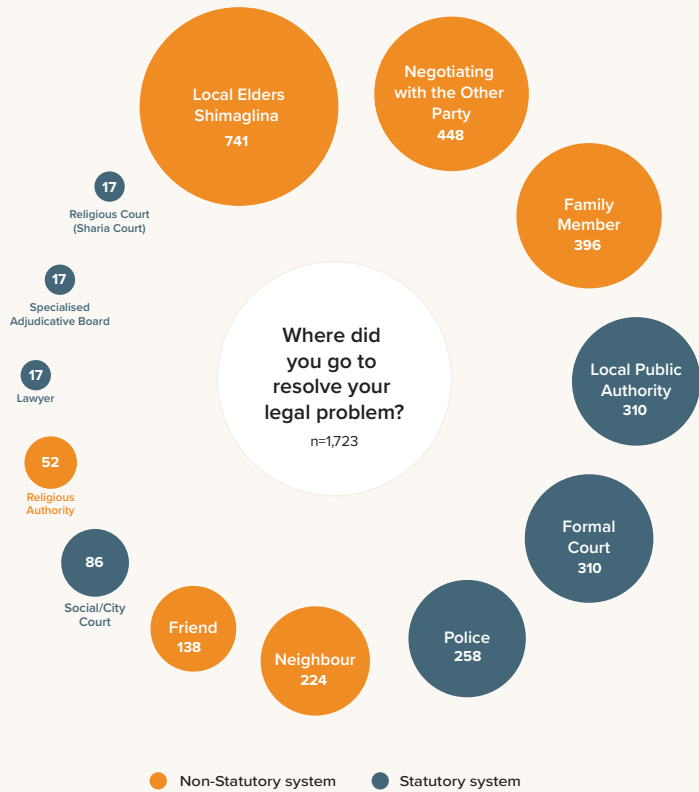 Where did
you go to
resolve your
legal problem?
n=1,723
Local Elders
Shimaglina
741
Negotiating
with the Other
Party
448
Family
Member
396
Local Public
Authority
310
Formal
Court
310
Police
258
Neighbour
224
Friend
138
86
Social/City
Court
52
Religious
Authority
17
Lawyer
17
Specialised
Adjudicative Board
17
Religious Court
(Sharia Court)
Non-Statutory system
Statutory system